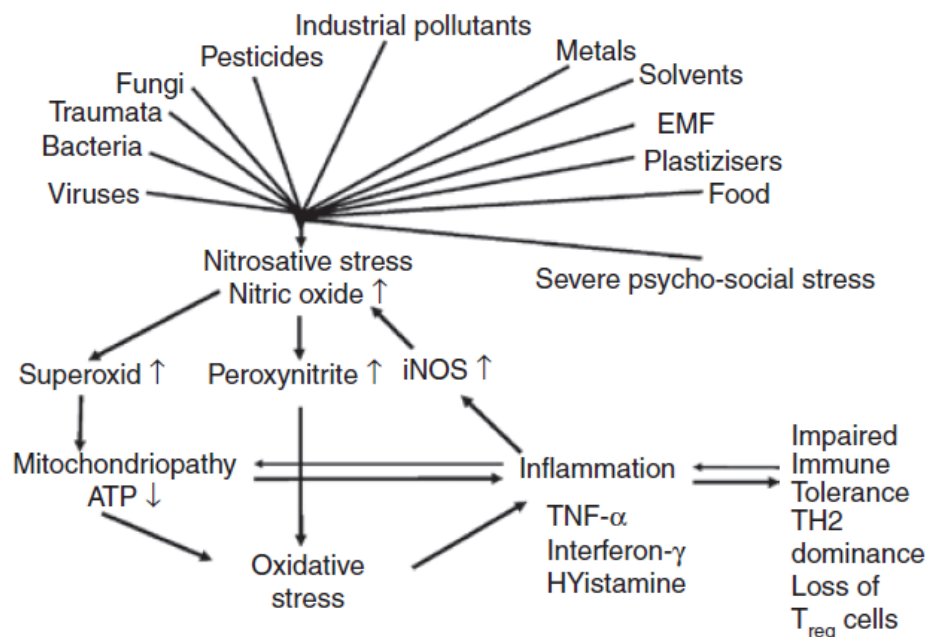 Industrial pollutants
Pesticides
Metals
Solvents
Fungi
Traumata
EMF
Bacteria
Plastizisers
Viruses
Food
Nitrosative stress
Nitric oxide ↑
Severe psycho-social stress
Superoxid ↑
Peroxynitrite ↑
iNOS ↑
Mitochondriopathy
ATP ↓
Inflammation
TNF-α
Interferon-γ
HYistamine
Impaired
Immune
Tolerance
TH2
dominance
Loss of
Treg cells
Oxidative
stress